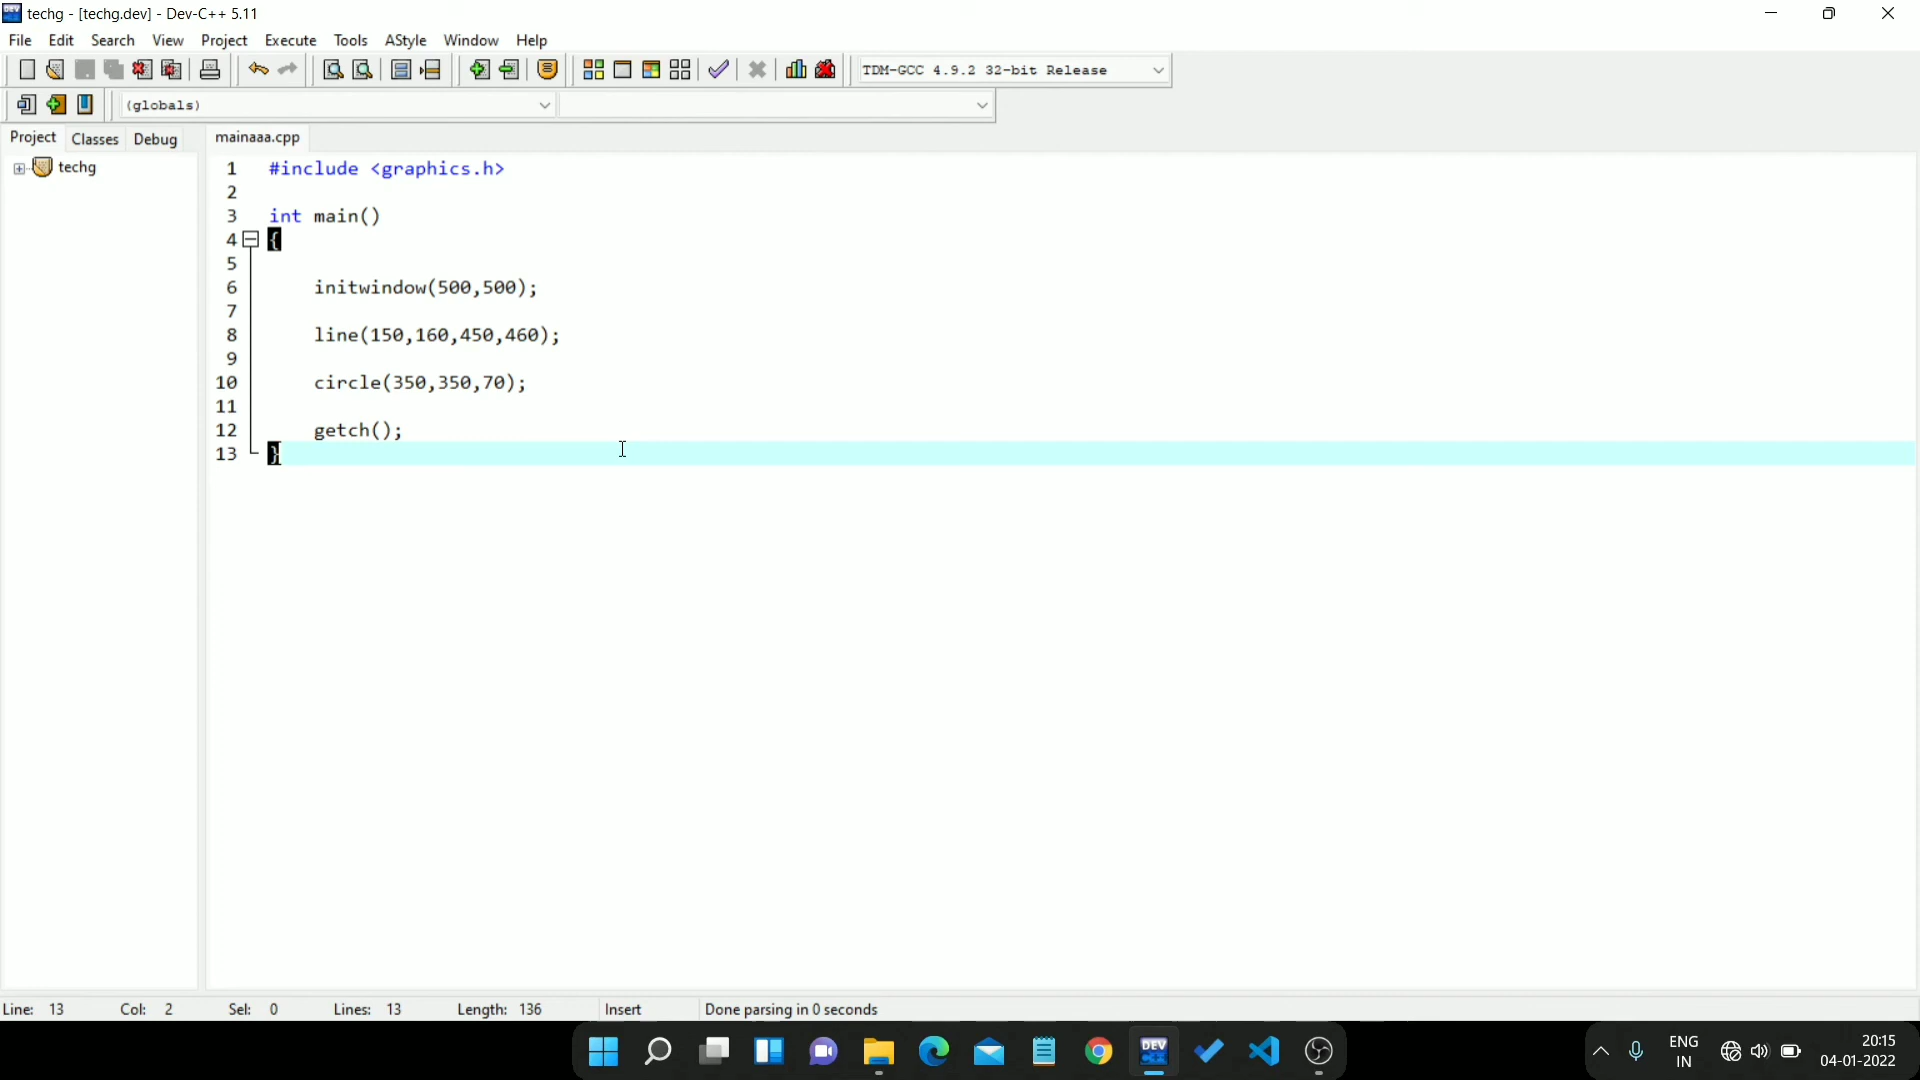 techg - [techg.dev] - Dev-C++ 5.11
File Edit Search View Project Execute Tools AStyle Window Help
TDM-GCC 4.9.2 32-bit Release
(globals)
Project Classes Debug mainaaa.cpp
techg
1 #include <graphics.h>
2
3 int main()
4 {
5
6 initwindow(500,500);
7
8 line(150,160,450,460);
9
10 circle(350,350,70);
11
12 getch();
13 }
Line: 13 Col: 2 Sel: 0 Lines: 13 Length: 136 Insert Done parsing in 0 seconds
DEV
ENG
IN
20:15
04-01-2022